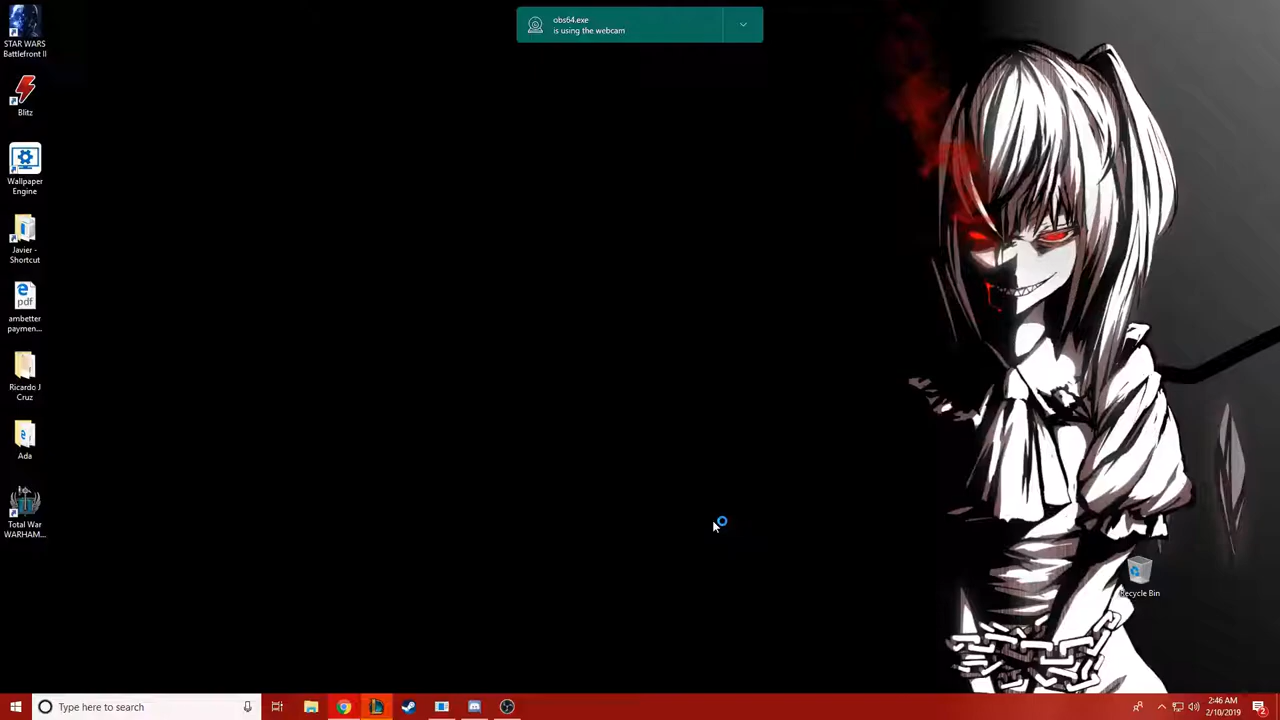 obs64.exe
is using the webcam
STAR WARS
Battlefront II
Blitz
Wallpaper
Engine
Javier -
Shortcut
pdf
ambetter
paymen...
Ricardo J
Cruz
Ada
Total War
WARHAM...
Recycle Bin
Type here to search
2:46 AM
2/10/2019
2